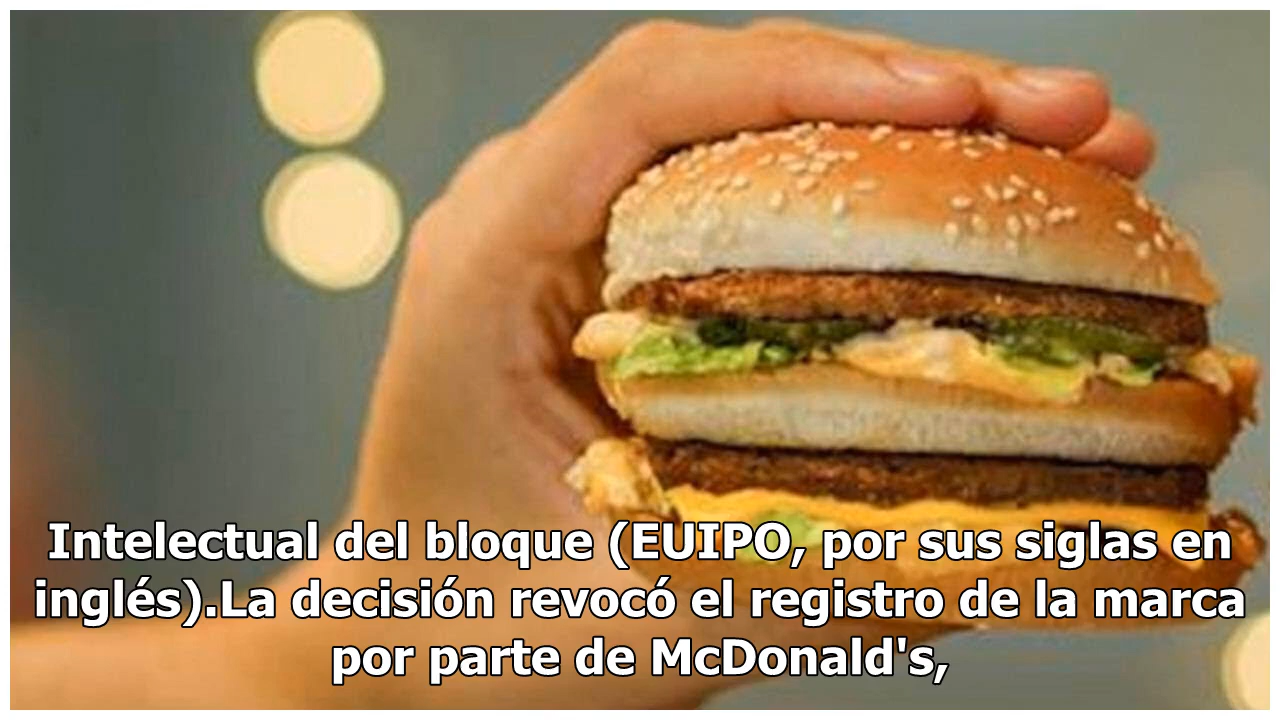 Intelectual del bloque (EUIPO, por sus siglas en
inglés).La decisión revocó el registro de la marca
por parte de McDonald's,